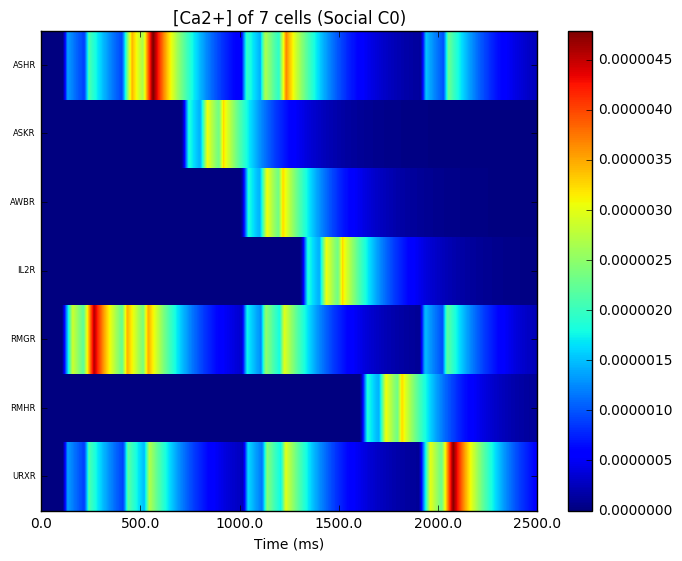 [Ca2+] of 7 cells (Social C0)
ASHR
ASKR
AWBR
IL2R
RMGR
RMHR
URXR
0.0 500.0 1000.0 1500.0 2000.0 2500.0
Time (ms)
0.0000045
0.0000040
0.0000035
0.0000030
0.0000025
0.0000020
0.0000015
0.0000010
0.0000005
0.0000000